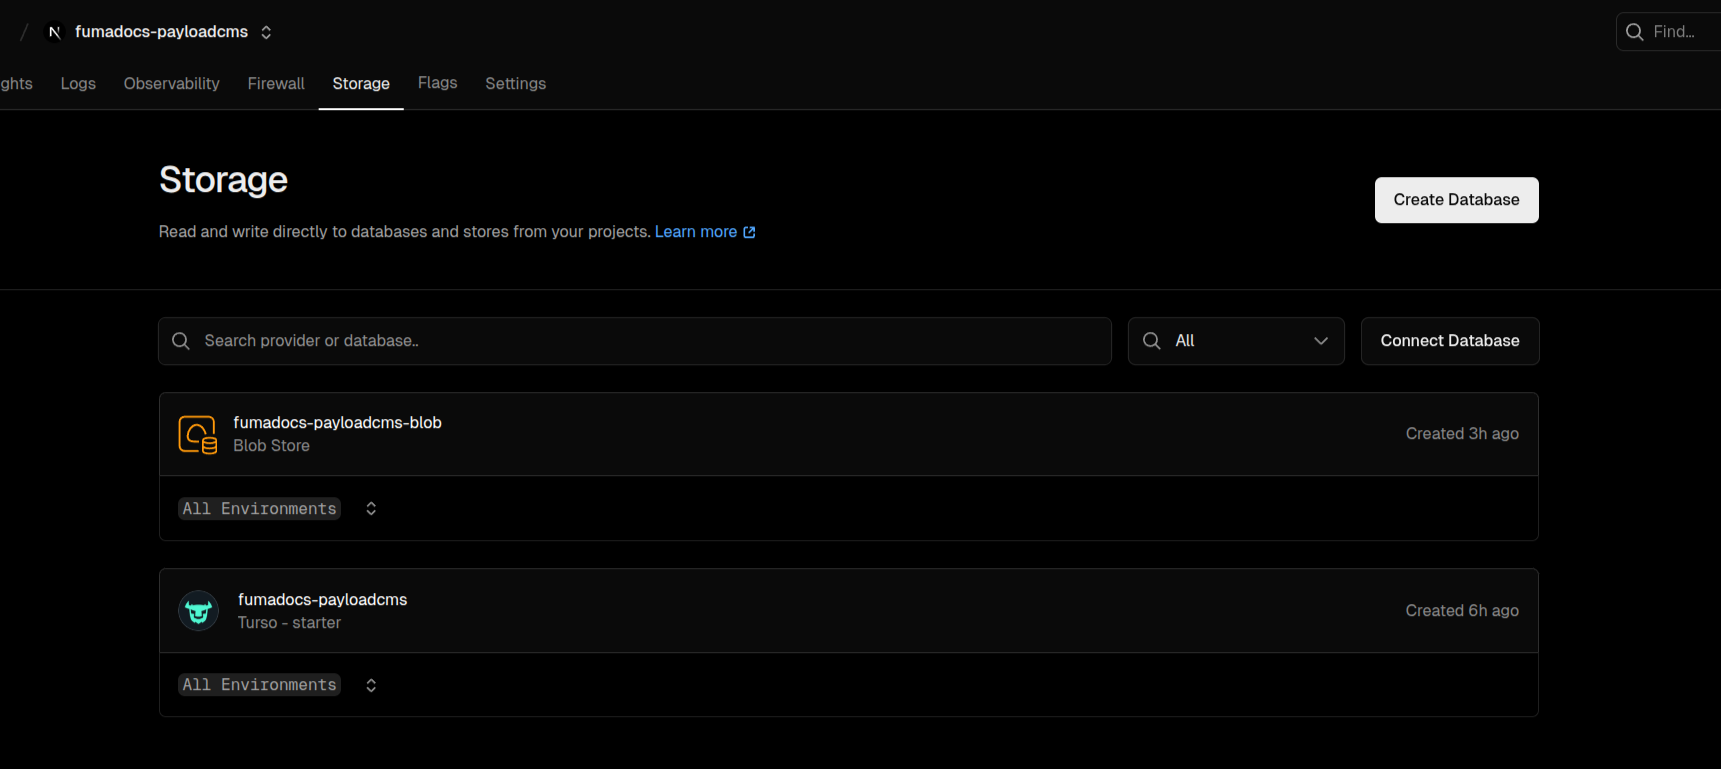 / N fumadocs-payloadcms
Find...
ghts Logs Observability Firewall Storage Flags Settings
Storage
Create Database
Read and write directly to databases and stores from your projects. Learn more
Search provider or database..
All
Connect Database
fumadocs-payloadcms-blob
Blob Store
Created 3h ago
All Environments
fumadocs-payloadcms
Turso - starter
Created 6h ago
All Environments